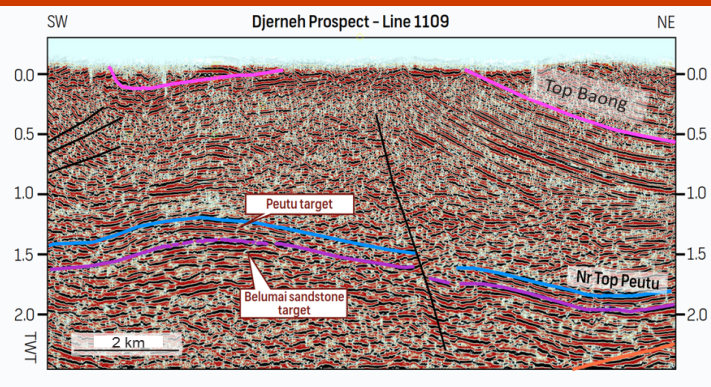 SW
Djerneh Prospect - Line 1109
NE
0.0
0.0
Top Baong
0.5
0.5
1.0
1.0
Peutu target
1.5
1.5
Nr Top Peutu
Belumai sandstone
target
2.0
2.0
TWT
2 km